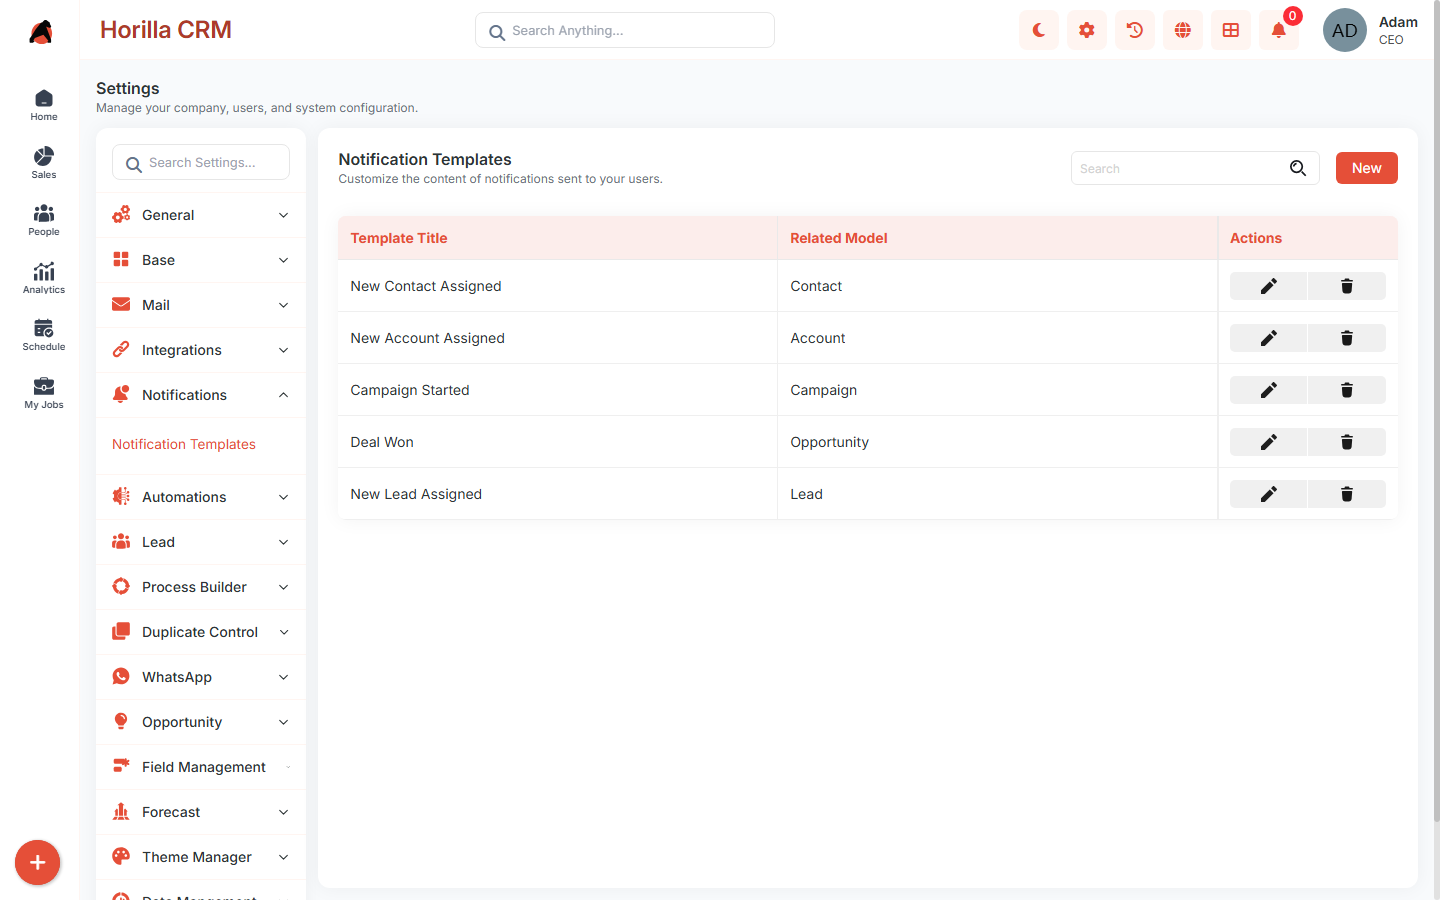 Horilla CRM
Search Anything...
0
AD
Adam
CEO
Home
Sales
People
Analytics
Schedule
My Jobs
Settings
Manage your company, users, and system configuration.
Search Settings...
General
Base
Mail
Integrations
Notifications
Notification Templates
Automations
Lead
Process Builder
Duplicate Control
WhatsApp
Opportunity
Field Management
Forecast
Theme Manager
Notification Templates
Customize the content of notifications sent to your users.
Search
New
Template Title Related Model Actions
New Contact Assigned Contact
New Account Assigned Account
Campaign Started Campaign
Deal Won Opportunity
New Lead Assigned Lead